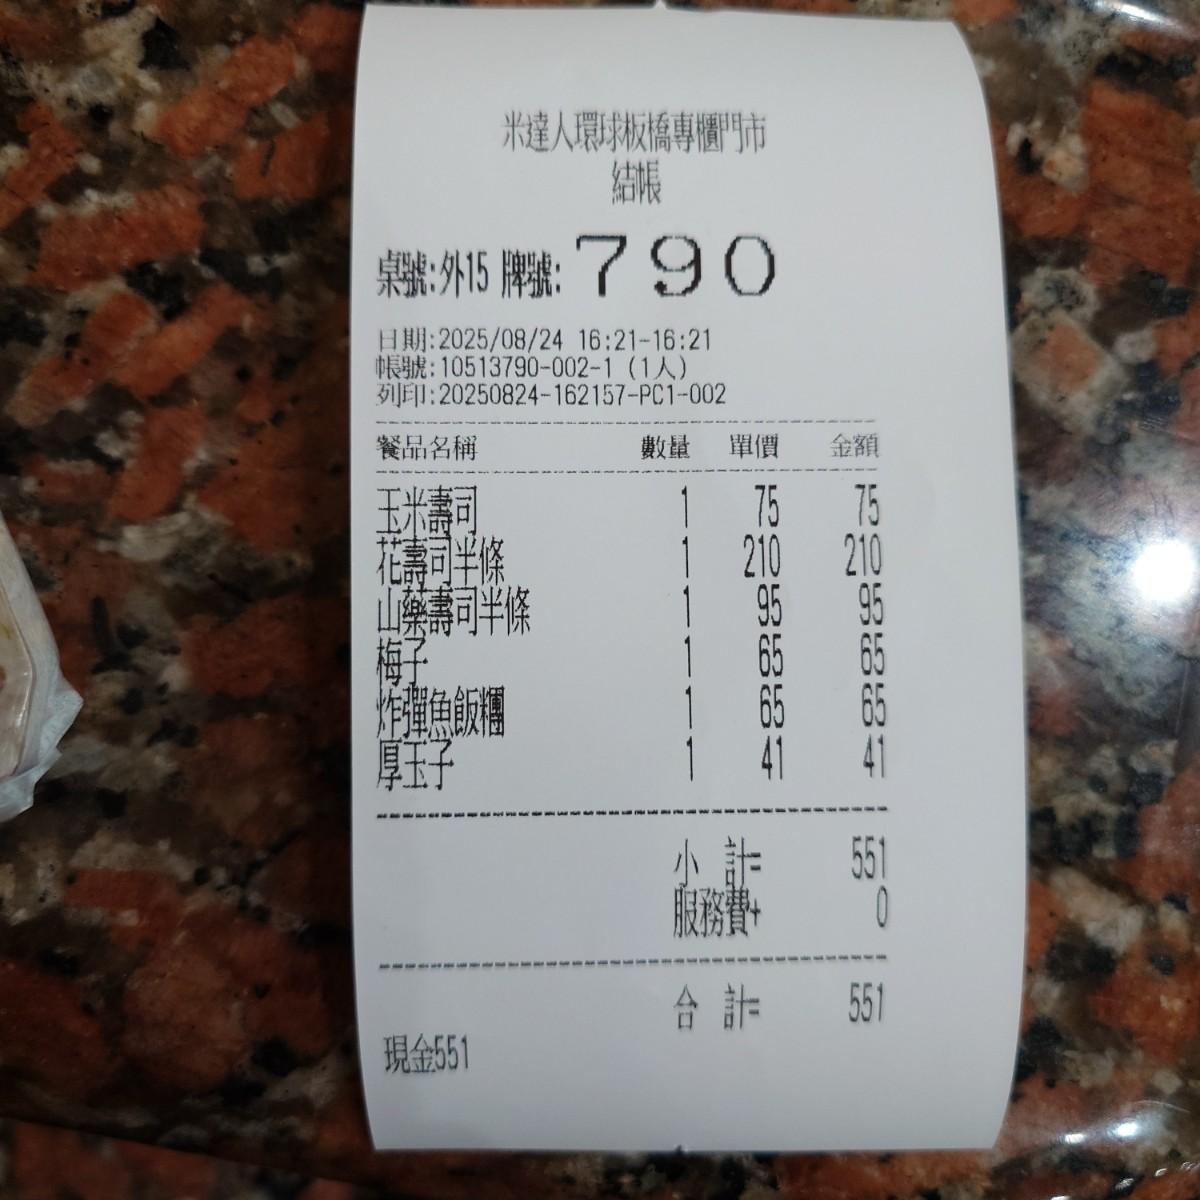 米達人環球板橋專櫃門市
結帳
桌號:外15 牌號:790
日期:2025/08/24 16:21-16:21
帳號:10513790-002-1 (1人)
列印:20250824-162157-PC1-002
餐品名稱 數量 單價 金額
玉米壽司 1 75 75
花壽司半條 1 210 210
山藥壽司半條 1 95 95
梅子 1 65 65
炸彈魚飯糰 1 65 65
厚玉子 1 41 41
小 計= 551
服務費+ 0
合 計= 551
現金551